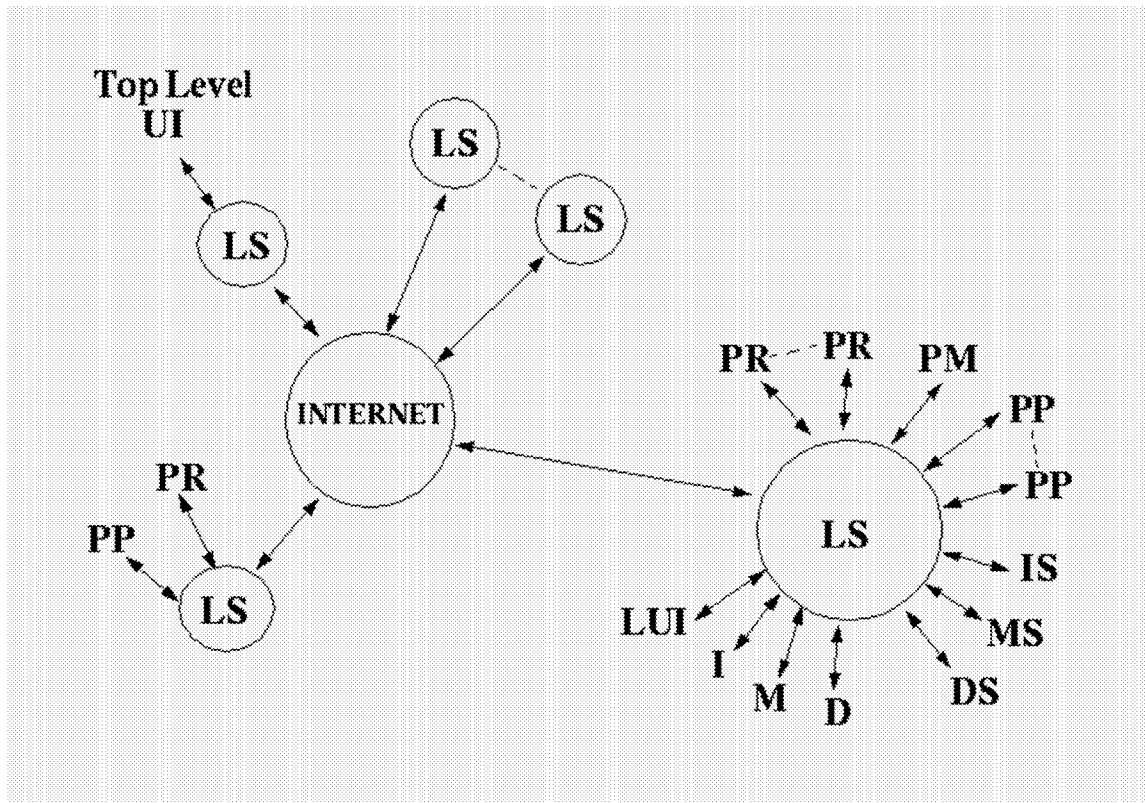 Top Level
UI
LS
LS
LS
INTERNET
PR
PP
LS
PR
PR
PM
PP
PP
LS
IS
MS
DS
D
M
I
LUI